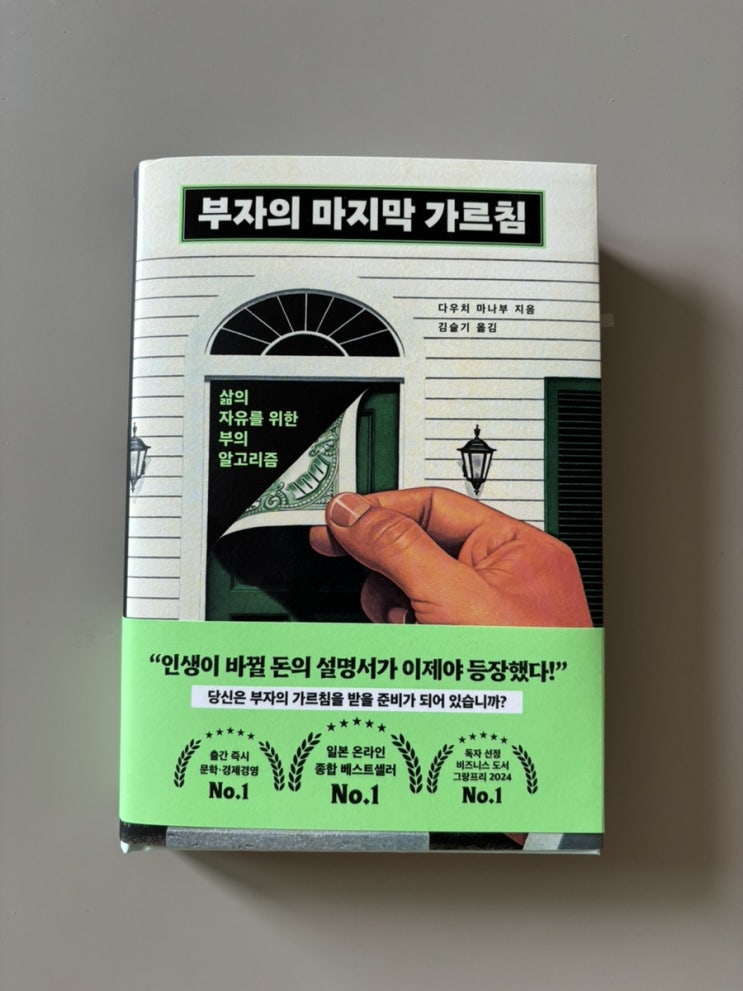 부자의 마지막 가르침
다우치 마나부 지음
김슬기 옮김
삶의
자유를 위한
부의
알고리즘
“인생이 바뀔 돈의 설명서가 이제야 등장했다!”
당신은 부자의 가르침을 받을 준비가 되어 있습니까?
출간 즉시
문학·경제경영
No.1
일본 온라인
종합 베스트셀러
No.1
독자 선정
비즈니스 도서
그랑프리 2024
No.1